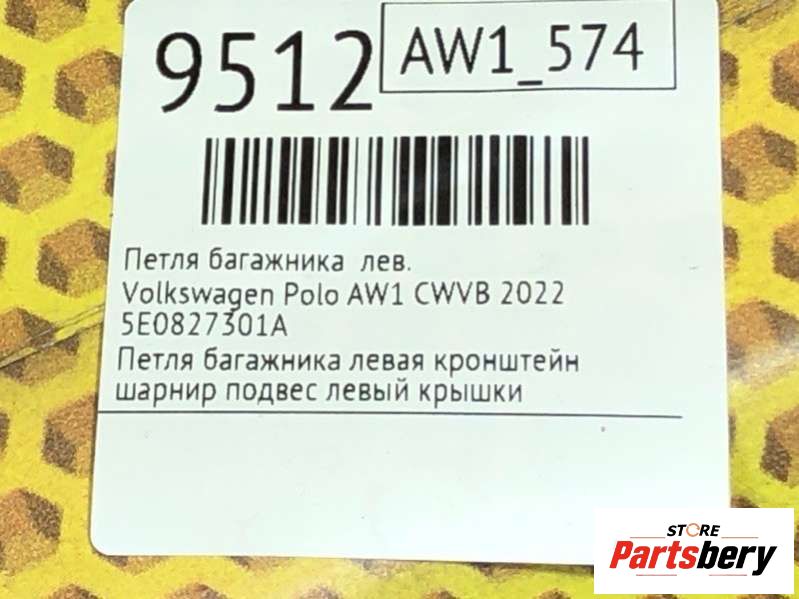 9512
AW1_574
Петля багажника лев.
Volkswagen Polo AW1 CWVB 2022
5E0827301A
Петля багажника левая кронштейн
шарнир подвес левый крышки
STORE
Partsbery